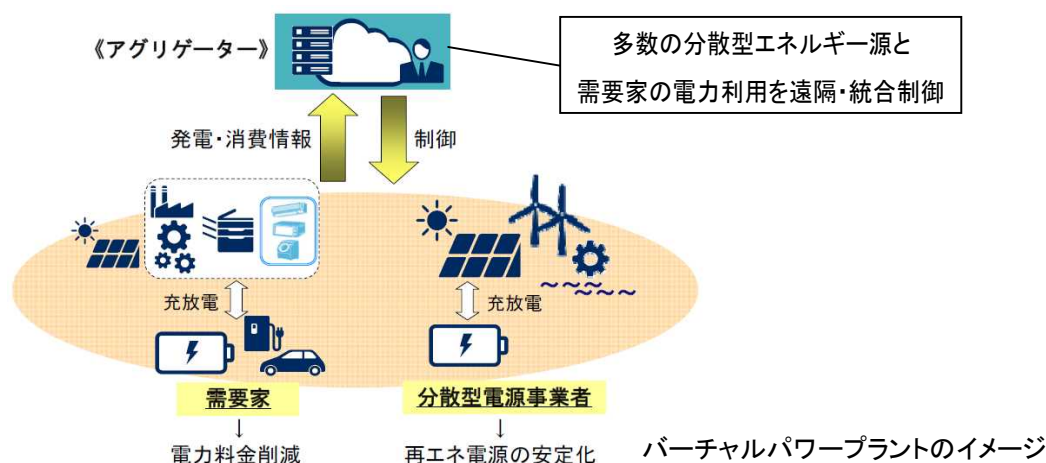 《アグリゲーター》
多数の分散型エネルギー源と
需要家の電力利用を遠隔・統合制御
発電・消費情報
制御
充放電
充放電
需要家
分散型電源事業者
↓
↓
電力料金削減
再エネ電源の安定化
バーチャルパワープラントのイメージ